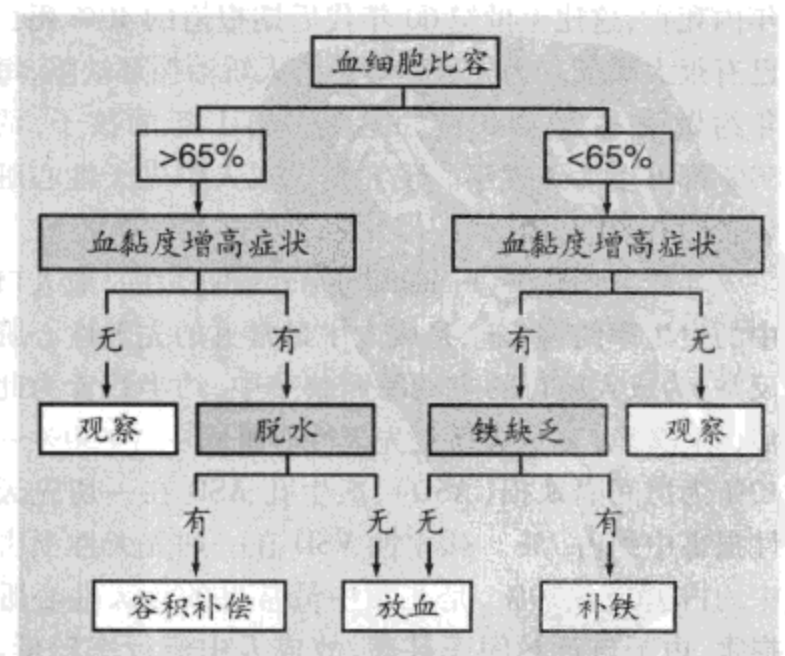 血细胞比容
>65%
<65%
血黏度增高症状
血黏度增高症状
无
有
有
无
观察
脱水
铁缺乏
观察
有
无
无
有
容积补偿
放血
补铁